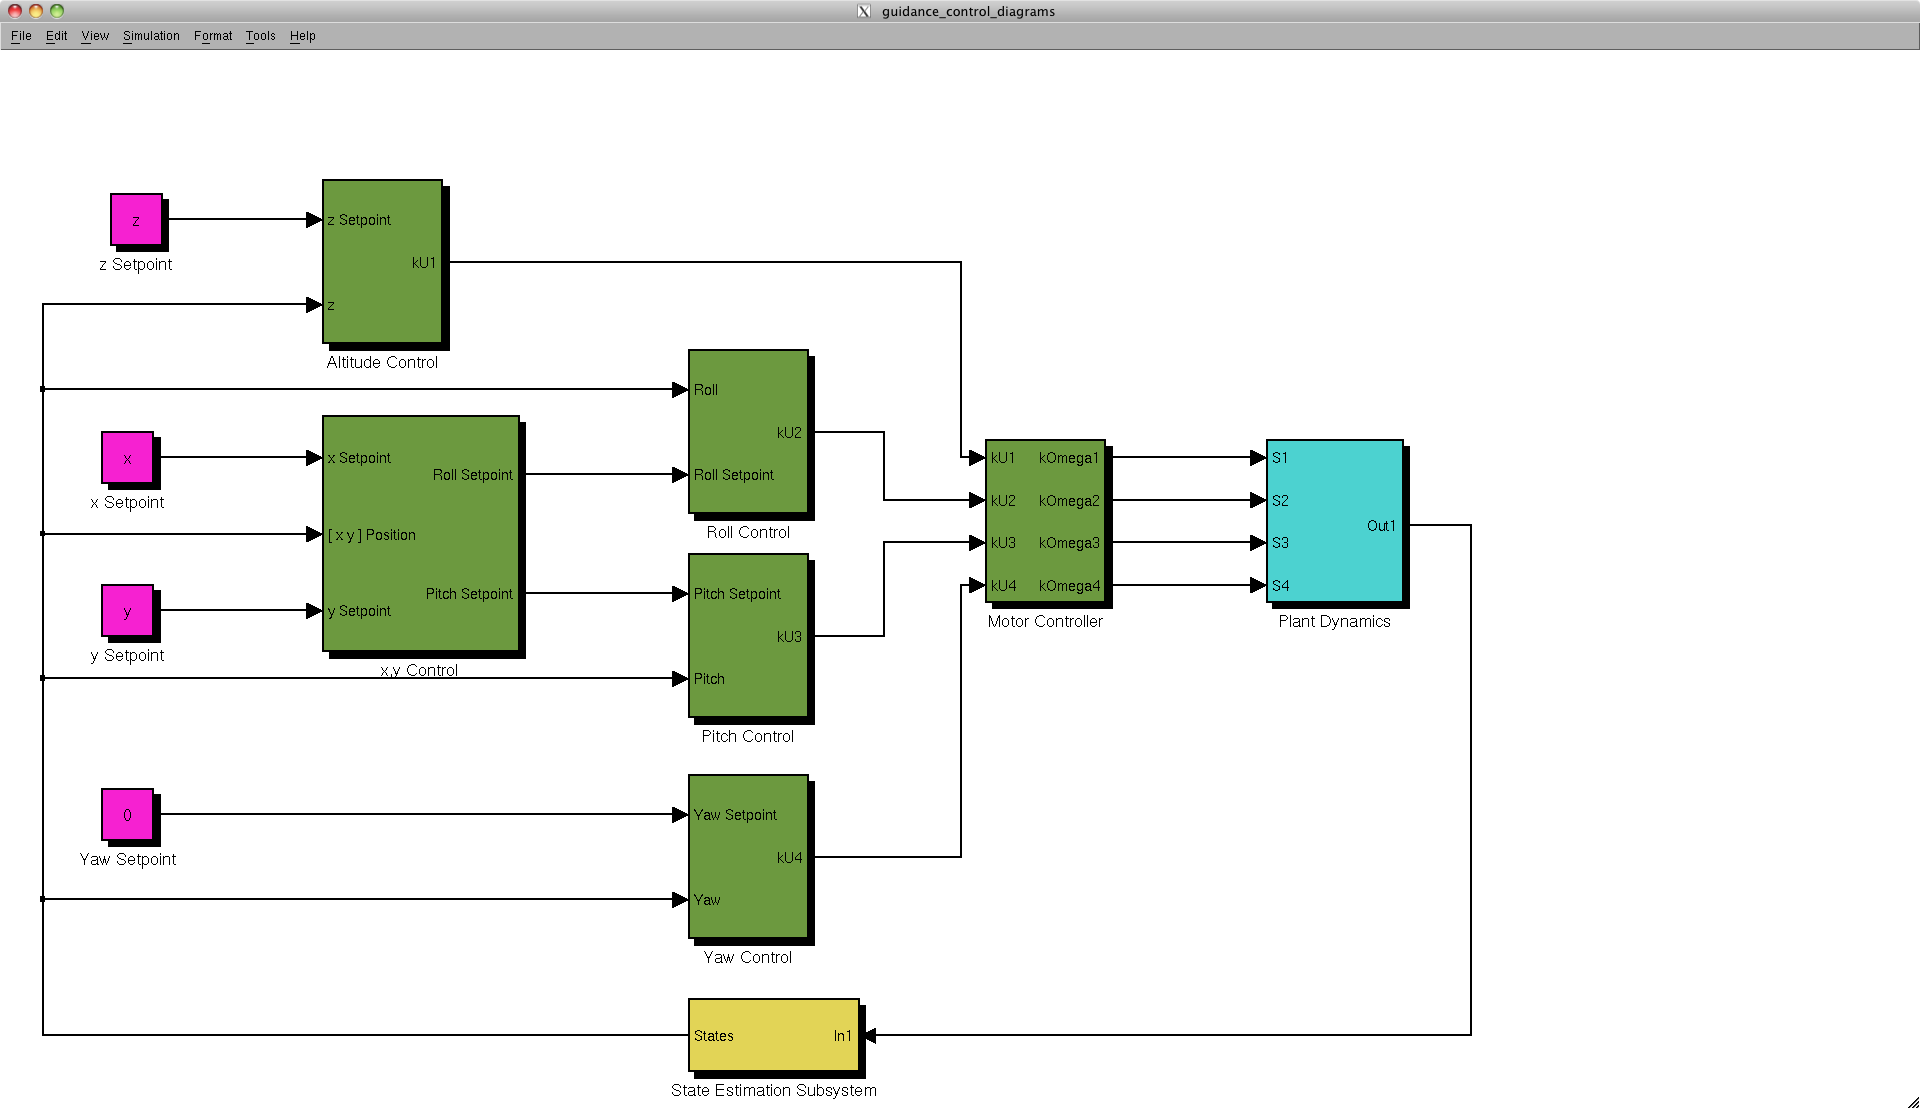 guidance_control_diagrams
File Edit View Simulation Format Tools Help
z
z Setpoint
z Setpoint
kU1
z
Altitude Control
Roll
kU2
Roll Setpoint
Roll Control
x
x Setpoint
x Setpoint
Roll Setpoint
[ x y ] Position
Pitch Setpoint
y Setpoint
x,y Control
y
y Setpoint
Pitch Setpoint
kU3
Pitch
Pitch Control
kU1 kOmega1
kU2 kOmega2
kU3 kOmega3
kU4 kOmega4
Motor Controller
S1
S2
Out1
S3
S4
Plant Dynamics
0
Yaw Setpoint
Yaw Setpoint
kU4
Yaw
Yaw Control
States In1
State Estimation Subsystem